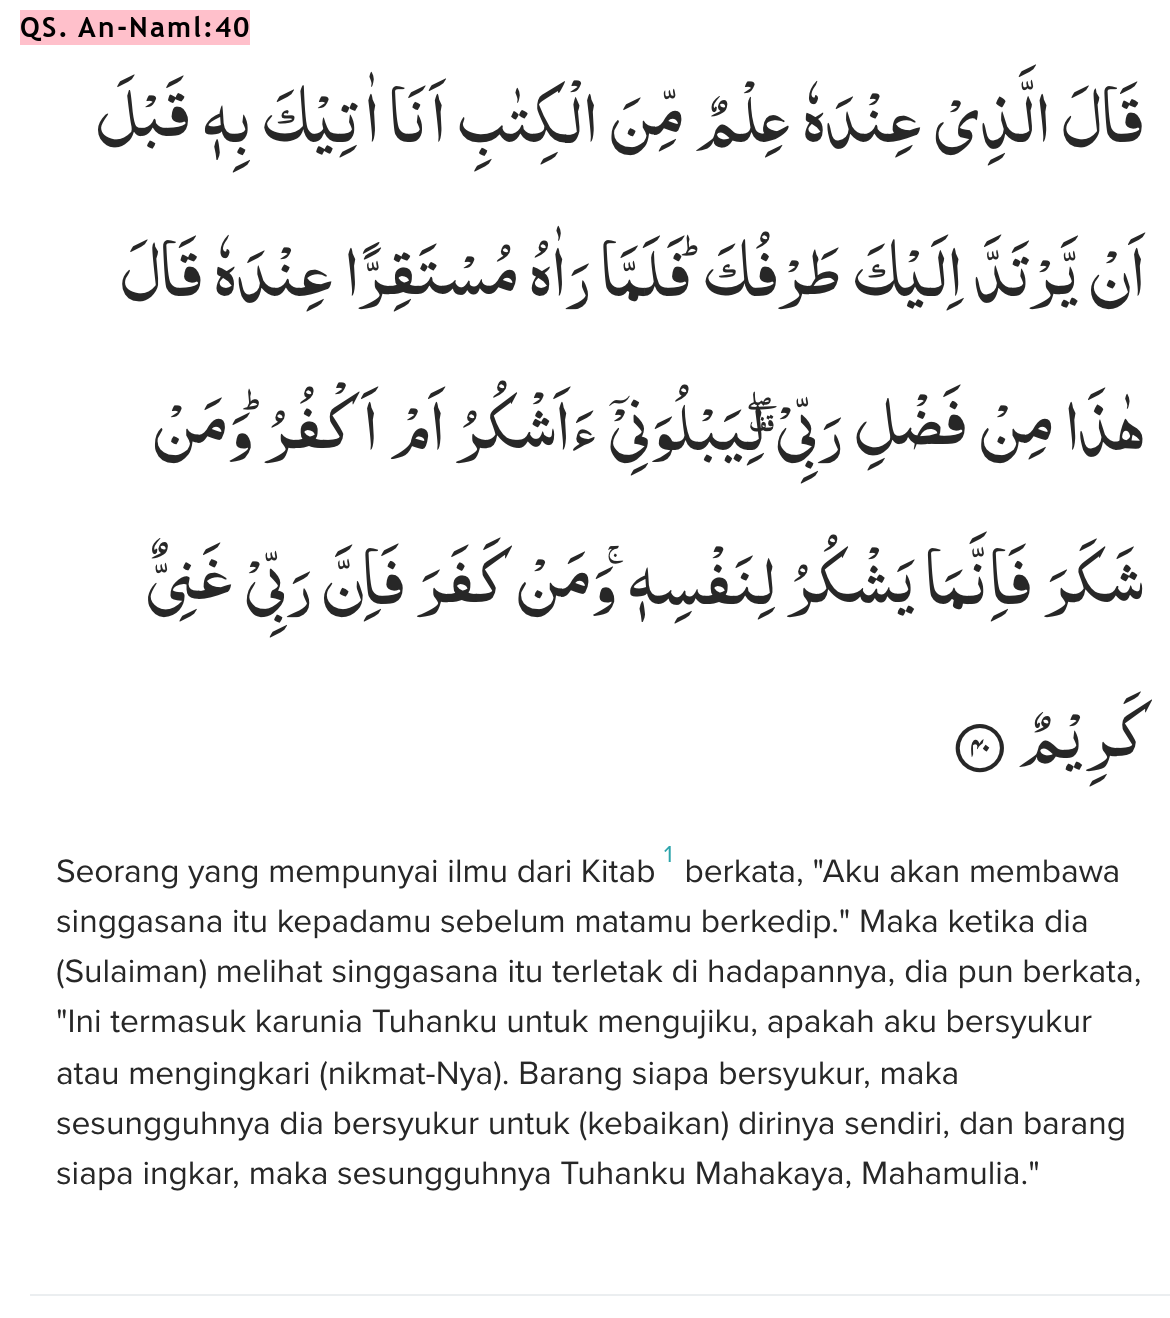 QS. An-Naml:40
قَالَ الَّذِيْ عِنْدَهٗ عِلْمٌ مِّنَ الْكِتٰبِ اَنَا۠ اٰتِيْكَ بِهٖ قَبْلَ
اَنْ يَّرْتَدَّ اِلَيْكَ طَرْفُكَۗ فَلَمَّا رَاٰهُ مُسْتَقِرًّا عِنْدَهٗ قَالَ
هٰذَا مِنْ فَضْلِ رَبِّيْۗ لِيَبْلُوَنِيْٓ ءَاَشْكُرُ اَمْ اَكْفُرُۗ وَمَنْ
شَكَرَ فَاِنَّمَا يَشْكُرُ لِنَفْسِهٖۚ وَمَنْ كَفَرَ فَاِنَّ رَبِّيْ غَنِيٌّ
كَرِيْمٌ ٤٠
Seorang yang mempunyai ilmu dari Kitab 1 berkata, "Aku akan membawa
singgasana itu kepadamu sebelum matamu berkedip." Maka ketika dia
(Sulaiman) melihat singgasana itu terletak di hadapannya, dia pun berkata,
"Ini termasuk karunia Tuhanku untuk mengujiku, apakah aku bersyukur
atau mengingkari (nikmat-Nya). Barang siapa bersyukur, maka
sesungguhnya dia bersyukur untuk (kebaikan) dirinya sendiri, dan barang
siapa ingkar, maka sesungguhnya Tuhanku Mahakaya, Mahamulia."